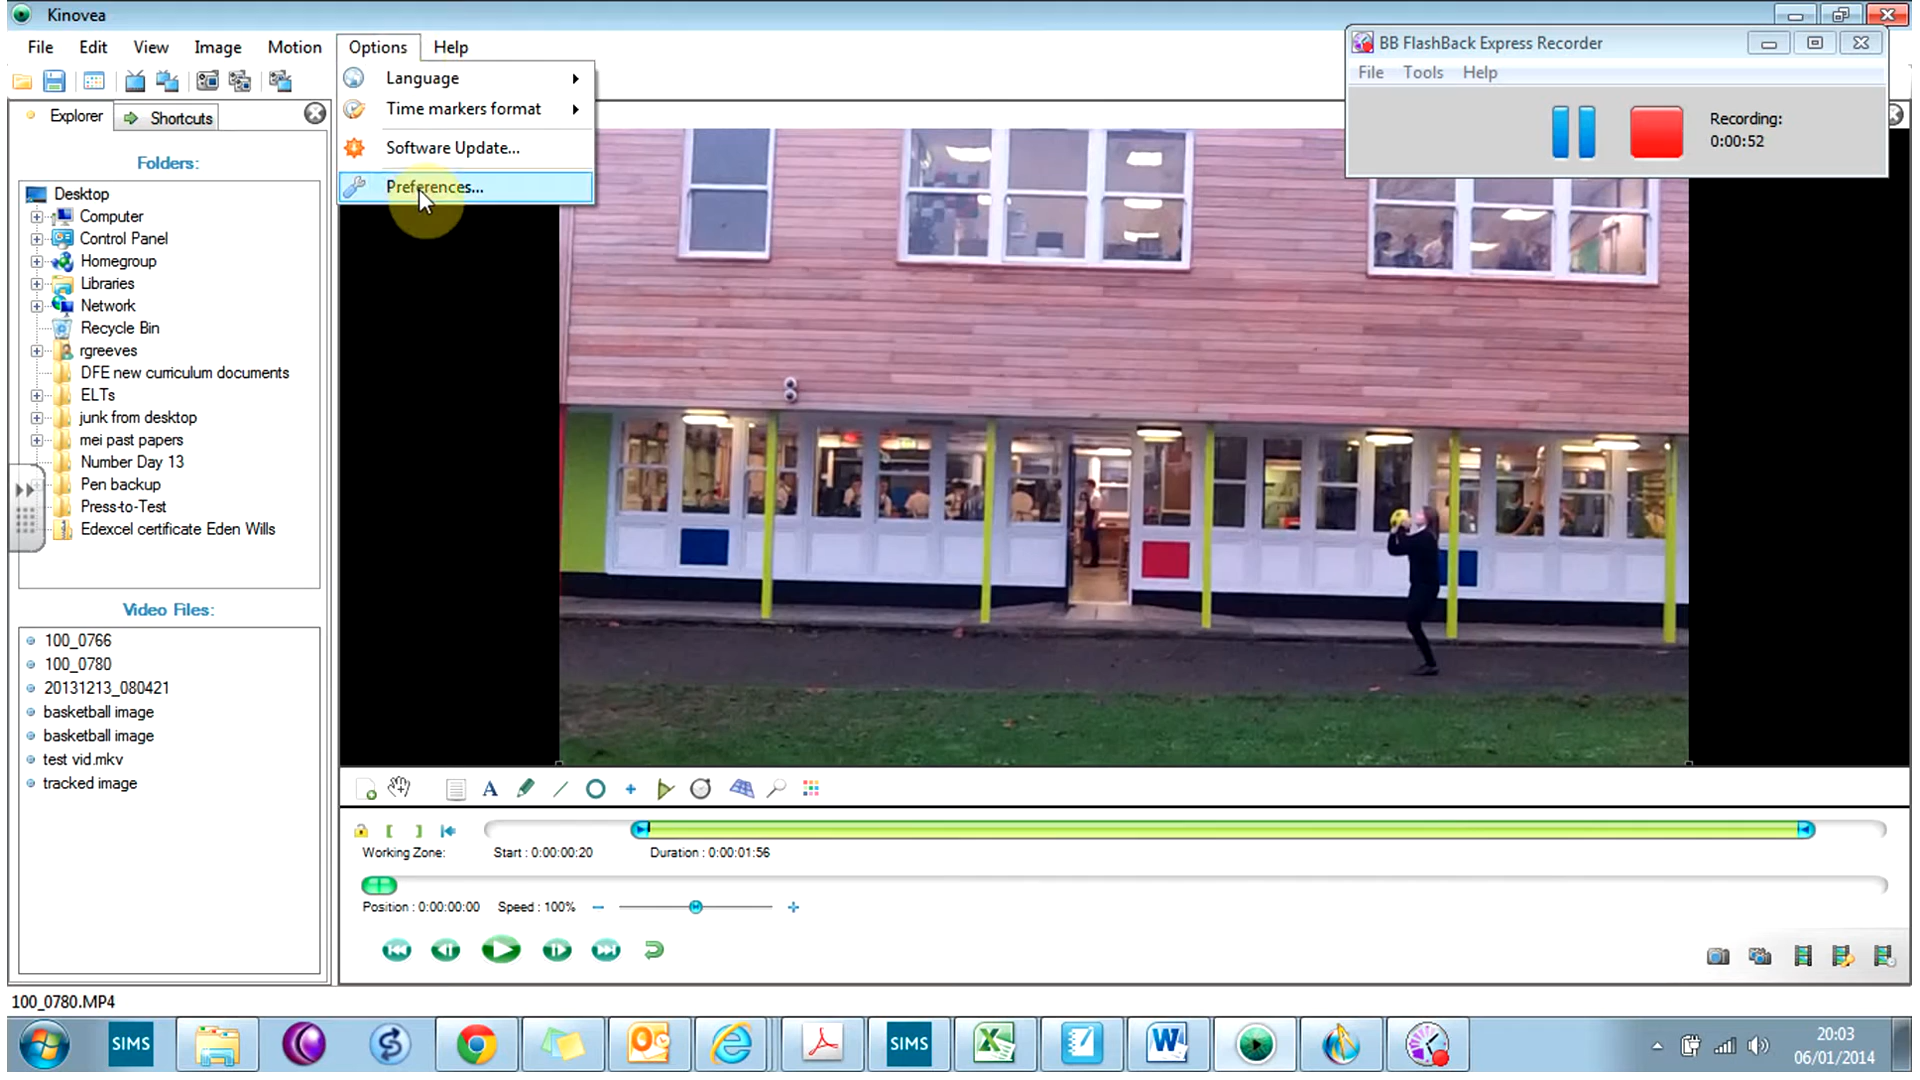 Kinovea
File Edit View Image Motion Options Help
Language
Time markers format
Software Update...
Preferences...
BB FlashBack Express Recorder
File Tools Help
Recording:
0:00:52
Explorer
Shortcuts
Folders:
Desktop
Computer
Control Panel
Homegroup
Libraries
Network
Recycle Bin
rgreeves
DFE new curriculum documents
ELTs
junk from desktop
mei past papers
Number Day 13
Pen backup
Press-to-Test
Edexcel certificate Eden Wills
Video Files:
100_0766
100_0780
20131213_080421
basketball image
basketball image
test vid.mkv
tracked image
A
Working Zone: Start : 0:00:00:20 Duration : 0:00:01:56
Position : 0:00:00:00 Speed : 100%
100_0780.MP4
SIMS
SIMS
20:03
06/01/2014